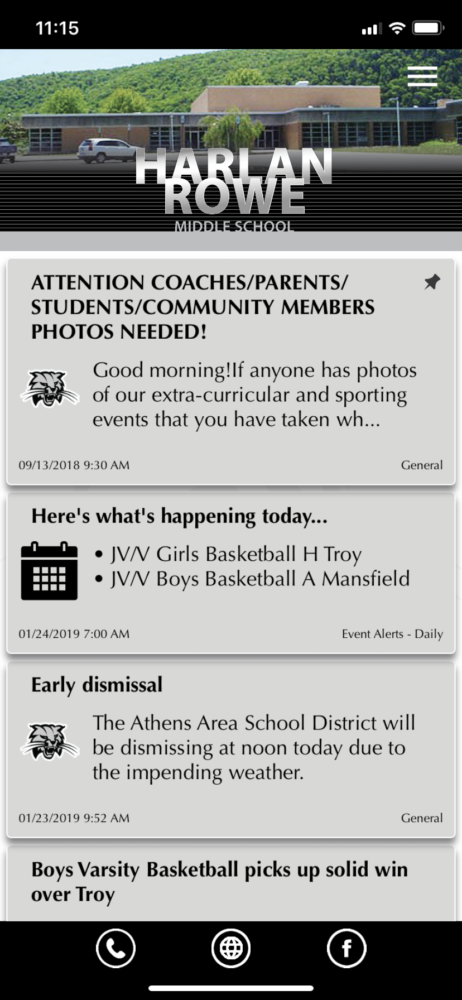 11:15
HARLAN
ROWE
MIDDLE SCHOOL
ATTENTION COACHES/PARENTS/
STUDENTS/COMMUNITY MEMBERS
PHOTOS NEEDED!
Good morning!If anyone has photos
of our extra-curricular and sporting
events that you have taken wh...
09/13/2018 9:30 AM General
Here's what's happening today...
• JV/V Girls Basketball H Troy
• JV/V Boys Basketball A Mansfield
01/24/2019 7:00 AM Event Alerts - Daily
Early dismissal
The Athens Area School District will
be dismissing at noon today due to
the impending weather.
01/23/2019 9:52 AM General
Boys Varsity Basketball picks up solid win
over Troy